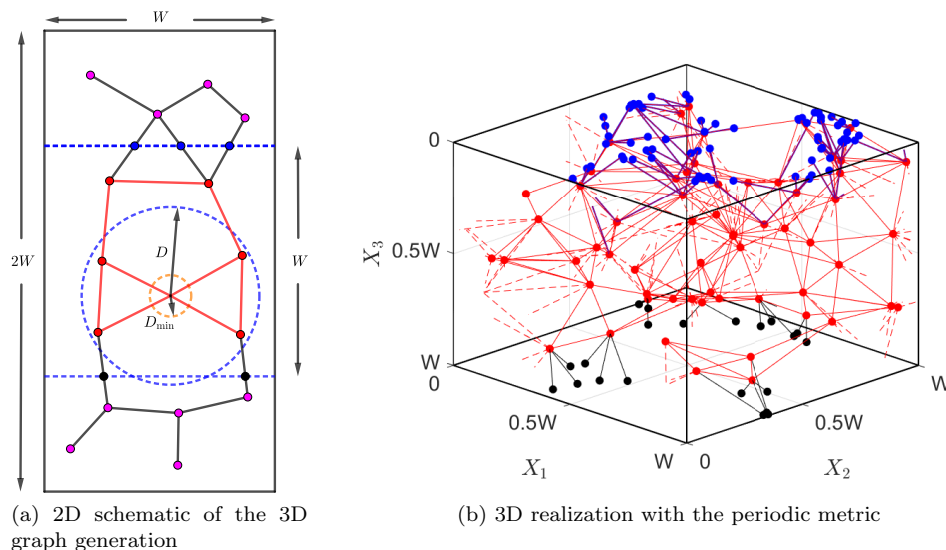 W
2W
D
D_min
W
(a) 2D schematic of the 3D
graph generation
0
0.5W
W
X_3
0
0.5W
W
X_1
0
0.5W
W
X_2
(b) 3D realization with the periodic metric